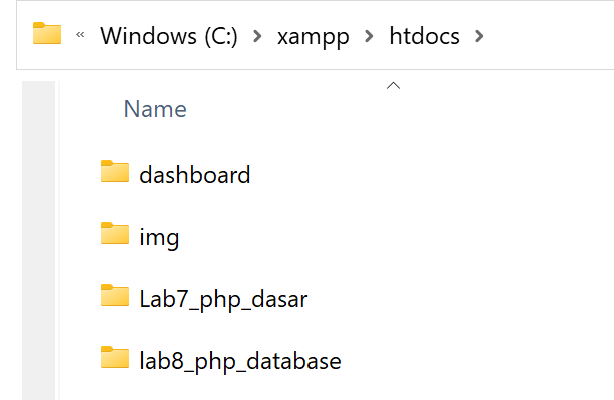 « Windows (C:) > xampp > htdocs >
Name
dashboard
img
Lab7_php_dasar
lab8_php_database